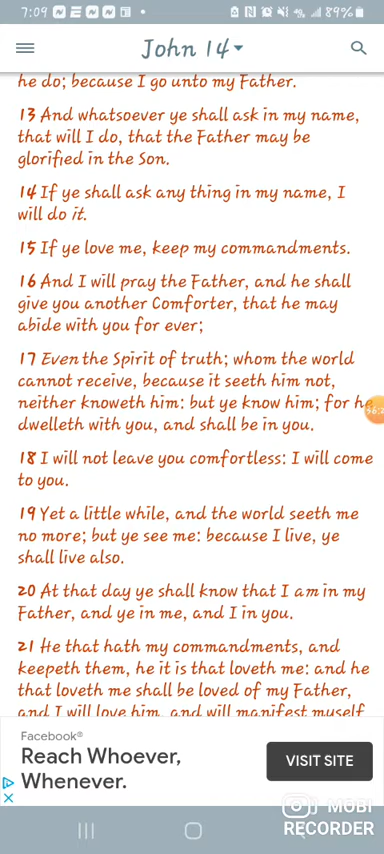 7:09
89%
John 14
he do; because I go unto my Father.
13 And whatsoever ye shall ask in my name,
that will I do, that the Father may be
glorified in the Son.
14 If ye shall ask any thing in my name, I
will do it.
15 If ye love me, keep my commandments.
16 And I will pray the Father, and he shall
give you another Comforter, that he may
abide with you for ever;
17 Even the Spirit of truth; whom the world
cannot receive, because it seeth him not,
neither knoweth him: but ye know him; for he
dwelleth with you, and shall be in you.
18 I will not leave you comfortless: I will come
to you.
19 Yet a little while, and the world seeth me
no more; but ye see me: because I live, ye
shall live also.
20 At that day ye shall know that I am in my
Father, and ye in me, and I in you.
21 He that hath my commandments, and
keepeth them, he it is that loveth me: and he
that loveth me shall be loved of my Father,
and I will love him, and will manifest myself
Facebook®
Reach Whoever,
Whenever.
VISIT SITE
MOBI
RECORDER